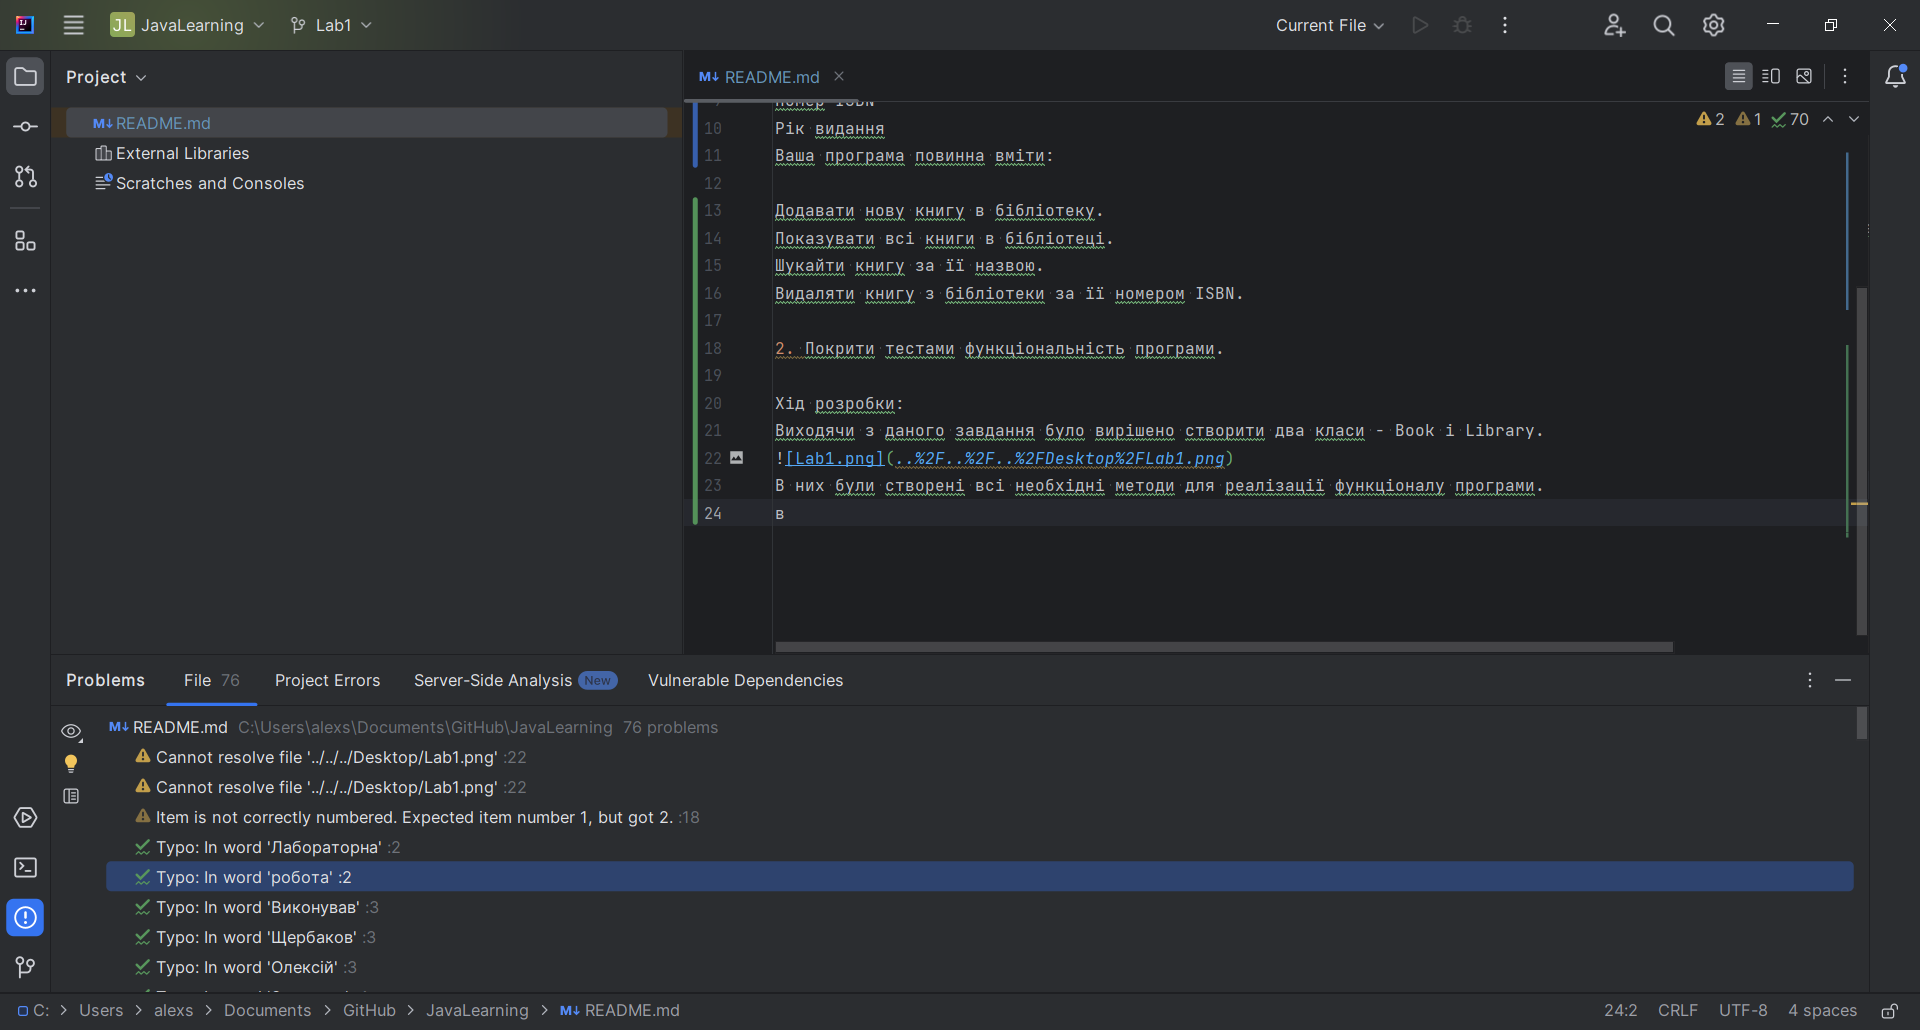 JL JavaLearning Lab1 Current File
Project
README.md
External Libraries
Scratches and Consoles
README.md
2 1 70
номер ISBN
10 Рік видання
11 Ваша програма повинна вміти:
12
13 Додавати нову книгу в бібліотеку.
14 Показувати всі книги в бібліотеці.
15 Шукайти книгу за її назвою.
16 Видаляти книгу з бібліотеки за її номером ISBN.
17
18 2. Покрити тестами функціональність програми.
19
20 Хід розробки:
21 Виходячи з даного завдання було вирішено створити два класи - Book і Library.
22 ![Lab1.png](..%2F..%2F..%2FDesktop%2FLab1.png)
23 В них були створені всі необхідні методи для реалізації функціоналу програми.
24 в
Problems File 76 Project Errors Server-Side Analysis New Vulnerable Dependencies
README.md C:\Users\alexs\Documents\GitHub\JavaLearning 76 problems
Cannot resolve file '../../../Desktop/Lab1.png' :22
Cannot resolve file '../../../Desktop/Lab1.png' :22
Item is not correctly numbered. Expected item number 1, but got 2. :18
Typo: In word 'Лабораторна' :2
Typo: In word 'робота' :2
Typo: In word 'Виконував' :3
Typo: In word 'Щербаков' :3
Typo: In word 'Олексій' :3
C: > Users > alexs > Documents > GitHub > JavaLearning > README.md 24:2 CRLF UTF-8 4 spaces